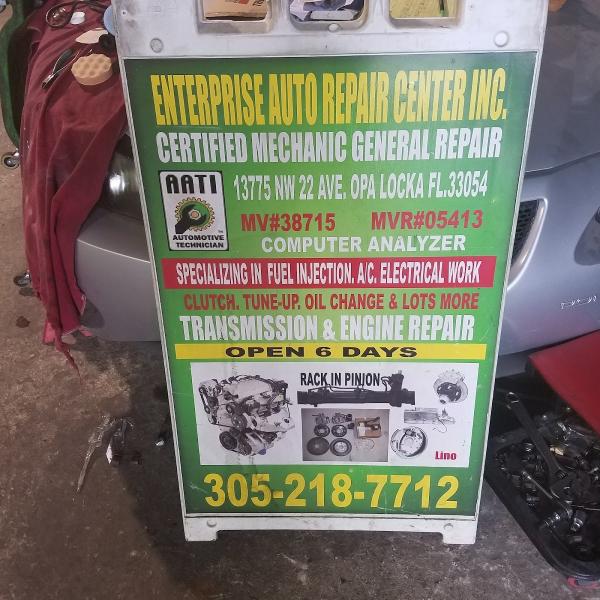 ENTERPRISE AUTO REPAIR CENTER INC.
CERTIFIED MECHANIC GENERAL REPAIR
AATI
AUTOMOTIVE
TECHNICIAN
13775 NW 22 AVE. OPA LOCKA FL.33054
MV#38715 MVR#05413
COMPUTER ANALYZER
SPECIALIZING IN FUEL INJECTION. A/C. ELECTRICAL WORK
CLUTCH. TUNE-UP. OIL CHANGE & LOTS MORE
TRANSMISSION & ENGINE REPAIR
OPEN 6 DAYS
RACK IN PINJON
Lino
305-218-7712